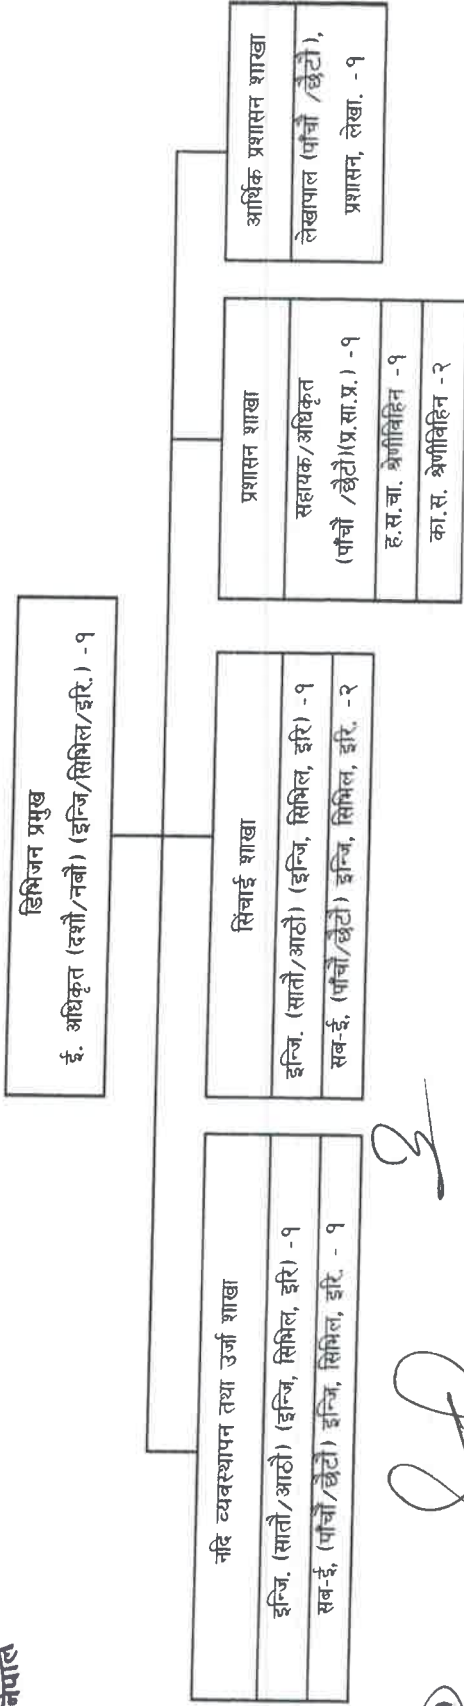 नेपाल
डिभिजन प्रमुख
ई. अधिकृत (दशौ/नबौ) (इन्जि/सिभिल/इरि.) -१
नदि व्यवस्थापन तथा उर्जा शाखा
इन्जि. (सातौ/आठौ) (इन्जि, सिभिल, इरि) -१
सब-ई, (पाँचौ/छैटौ) इन्जि, सिभिल, इरि. - १
सिंचाई शाखा
इन्जि. (सातौ/आठौ) (इन्जि, सिभिल, इरि) -१
सब-ई, (पाँचौ/छैटौ) इन्जि, सिभिल, इरि. -२
प्रशासन शाखा
सहायक/अधिकृत
(पाँचौ /छैटौ)(प्र.सा.प्र.) -१
ह.स.चा. श्रेणीविहिन -१
का.स. श्रेणीविहिन -२
आर्थिक प्रशासन शाखा
लेखापाल (पाँचौ /छैटौ),
प्रशासन, लेखा. -१